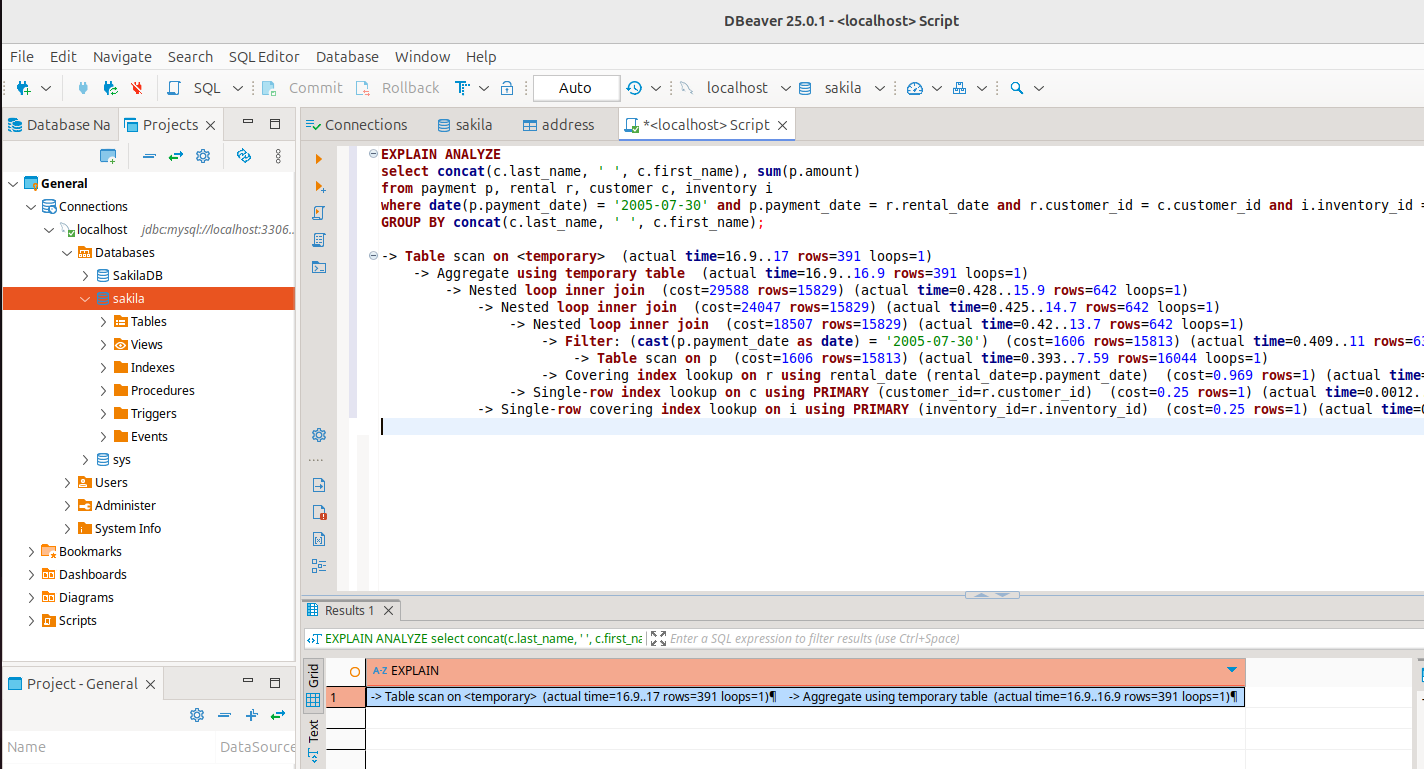 DBeaver 25.0.1 - <localhost> Script
File Edit Navigate Search SQL Editor Database Window Help
SQL Commit Rollback Auto localhost sakila
Database Na Projects
Connections sakila address *<localhost> Script
General
Connections
localhost jdbc:mysql://localhost:3306..
Databases
SakilaDB
sakila
Tables
Views
Indexes
Procedures
Triggers
Events
sys
Users
Administer
System Info
Bookmarks
Dashboards
Diagrams
Scripts
Project - General
Name DataSource
EXPLAIN ANALYZE
select concat(c.last_name, ' ', c.first_name), sum(p.amount)
from payment p, rental r, customer c, inventory i
where date(p.payment_date) = '2005-07-30' and p.payment_date = r.rental_date and r.customer_id = c.customer_id and i.inventory_id =
GROUP BY concat(c.last_name, ' ', c.first_name);
-> Table scan on <temporary>  (actual time=16.9..17 rows=391 loops=1)
-> Aggregate using temporary table  (actual time=16.9..16.9 rows=391 loops=1)
-> Nested loop inner join  (cost=29588 rows=15829) (actual time=0.428..15.9 rows=642 loops=1)
-> Nested loop inner join  (cost=24047 rows=15829) (actual time=0.425..14.7 rows=642 loops=1)
-> Nested loop inner join  (cost=18507 rows=15829) (actual time=0.42..13.7 rows=642 loops=1)
-> Filter: (cast(p.payment_date as date) = '2005-07-30')  (cost=1606 rows=15813) (actual time=0.409..11 rows=63
-> Table scan on p  (cost=1606 rows=15813) (actual time=0.393..7.59 rows=16044 loops=1)
-> Covering index lookup on r using rental_date (rental_date=p.payment_date)  (cost=0.969 rows=1) (actual time=
-> Single-row index lookup on c using PRIMARY (customer_id=r.customer_id)  (cost=0.25 rows=1) (actual time=0.0012..
-> Single-row covering index lookup on i using PRIMARY (inventory_id=r.inventory_id)  (cost=0.25 rows=1) (actual time=0
Results 1
EXPLAIN ANALYZE select concat(c.last_name, ' ', c.first_na Enter a SQL expression to filter results (use Ctrl+Space)
Grid
Text
A-Z EXPLAIN
1 -> Table scan on <temporary>  (actual time=16.9..17 rows=391 loops=1)¶    -> Aggregate using temporary table  (actual time=16.9..16.9 rows=391 loops=1)¶